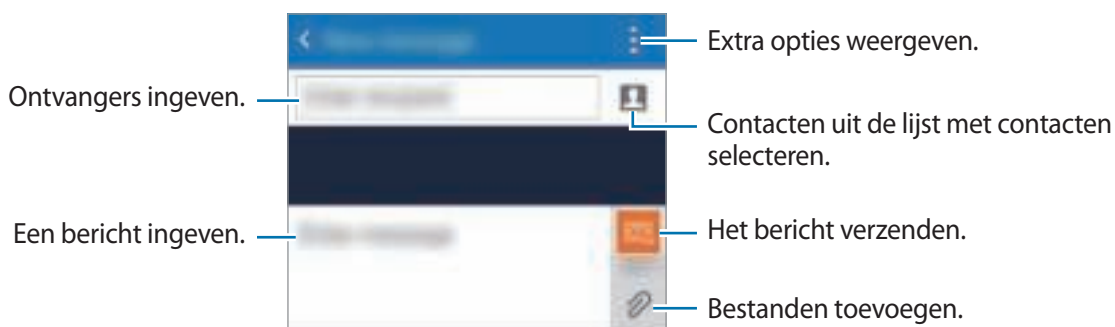 Extra opties weergeven.
Ontvangers ingeven.
Contacten uit de lijst met contacten
selecteren.
Een bericht ingeven.
Het bericht verzenden.
Bestanden toevoegen.